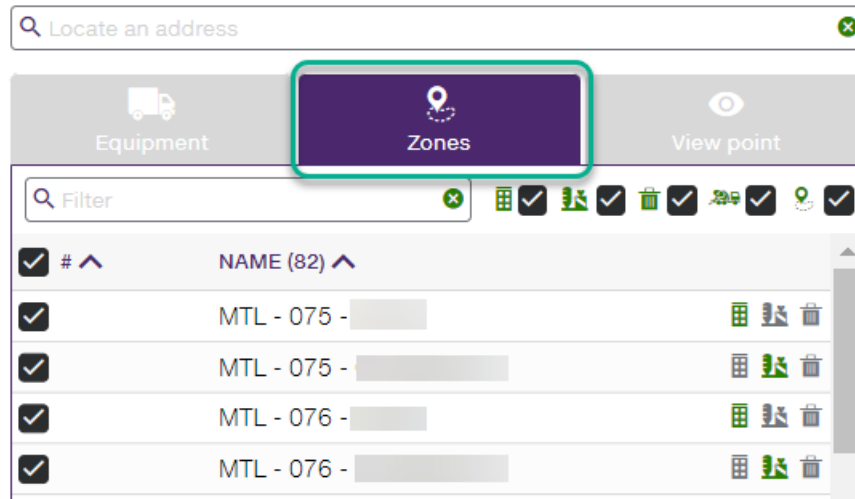 Locate an address
Equipment
Zones
View point
Filter
# NAME (82)
MTL - 075 -
MTL - 075 -
MTL - 076 -
MTL - 076 -